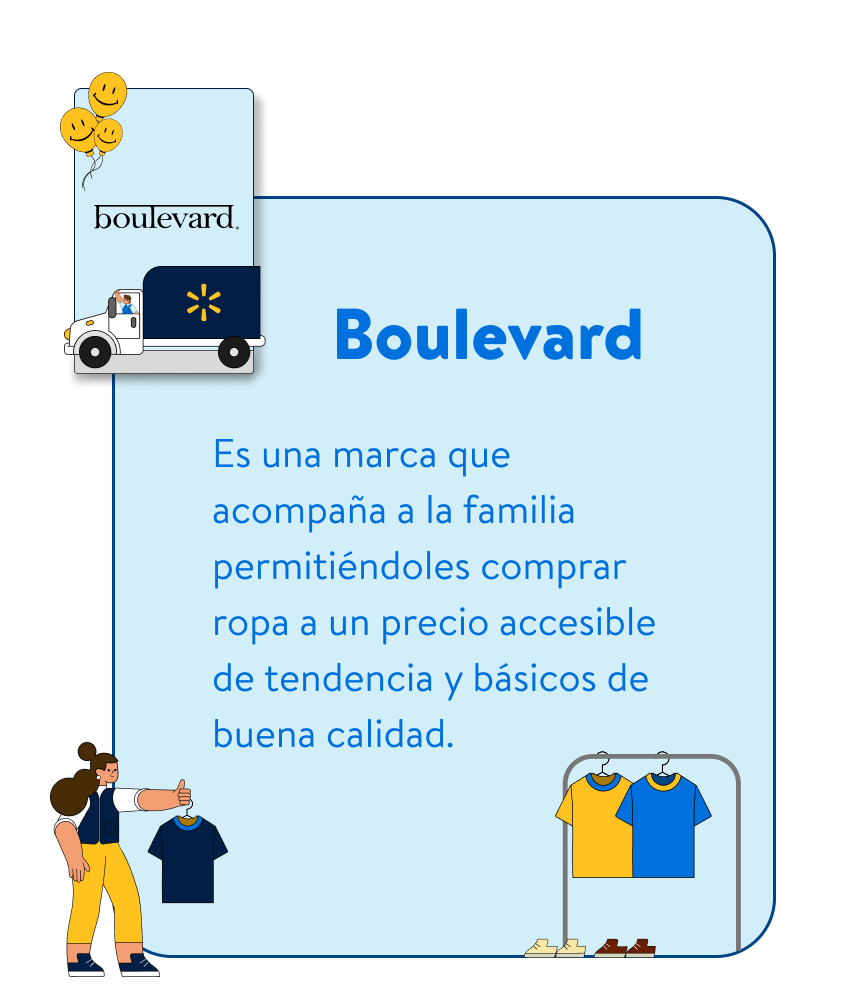 boulevard®
Boulevard
Es una marca que
acompaña a la familia
permitiéndoles comprar
ropa a un precio accesible
de tendencia y básicos de
buena calidad.